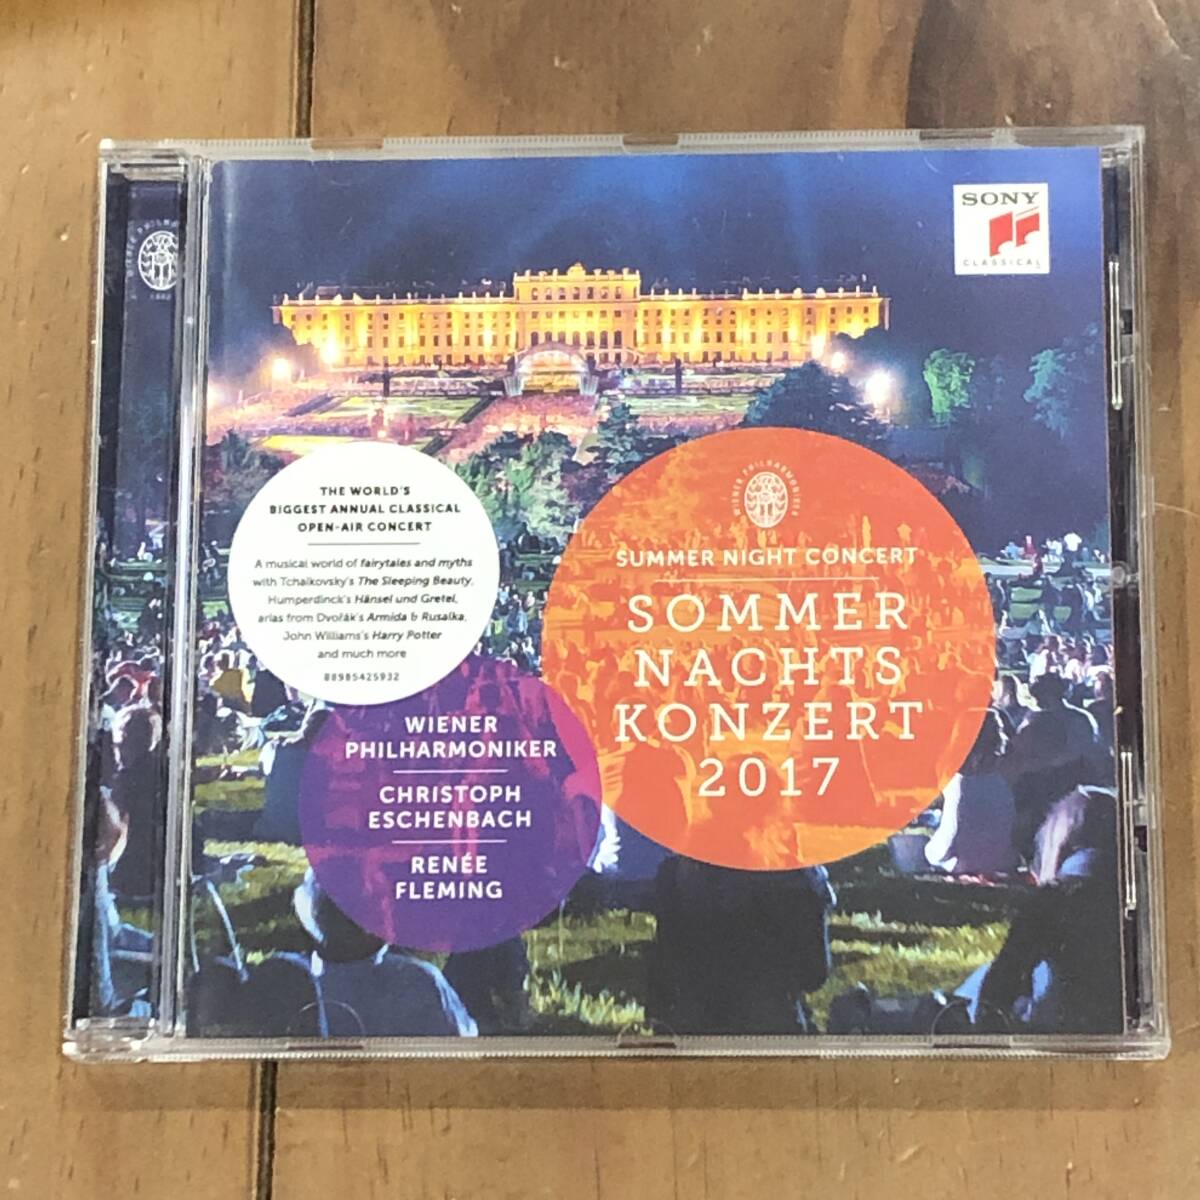 SONY
CLASSICAL
THE WORLD'S
BIGGEST ANNUAL CLASSICAL
OPEN-AIR CONCERT
A musical world of fairytales and myths
with Tchaikovsky's The Sleeping Beauty,
Humperdinck's Hänsel und Gretel,
arias from Dvořák's Armida & Rusalka,
John Williams's Harry Potter
and much more
88985425932
WIENER PHILHARMONIKER
SUMMER NIGHT CONCERT
SOMMER
NACHTS
KONZERT
2017
WIENER
PHILHARMONIKER
CHRISTOPH
ESCHENBACH
RENÉE
FLEMING